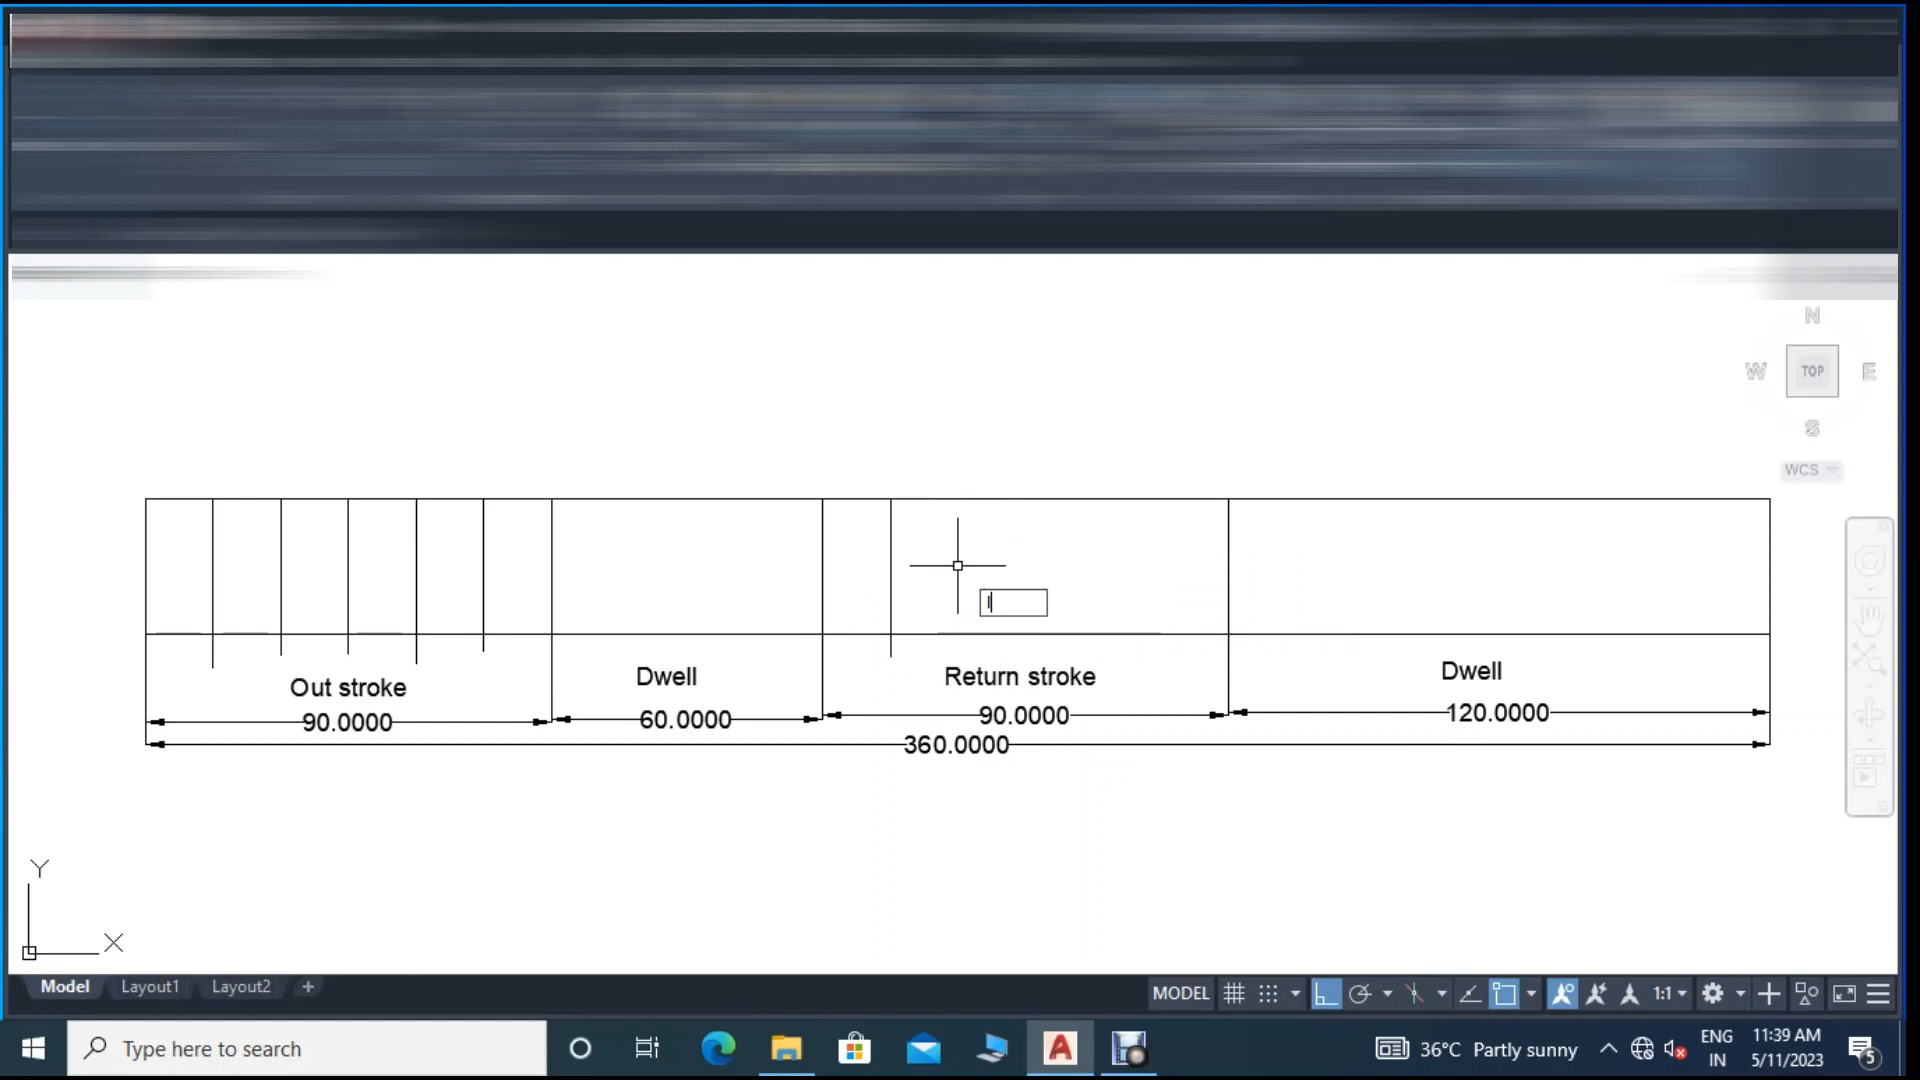 N
W
TOP
E
S
WCS
l
Out stroke
Dwell
Return stroke
Dwell
90.0000
60.0000
90.0000
120.0000
360.0000
Y
X
Model
Layout1
Layout2
+
MODEL
1:1
Type here to search
36°C Partly sunny
ENG
IN
11:39 AM
5/11/2023
5